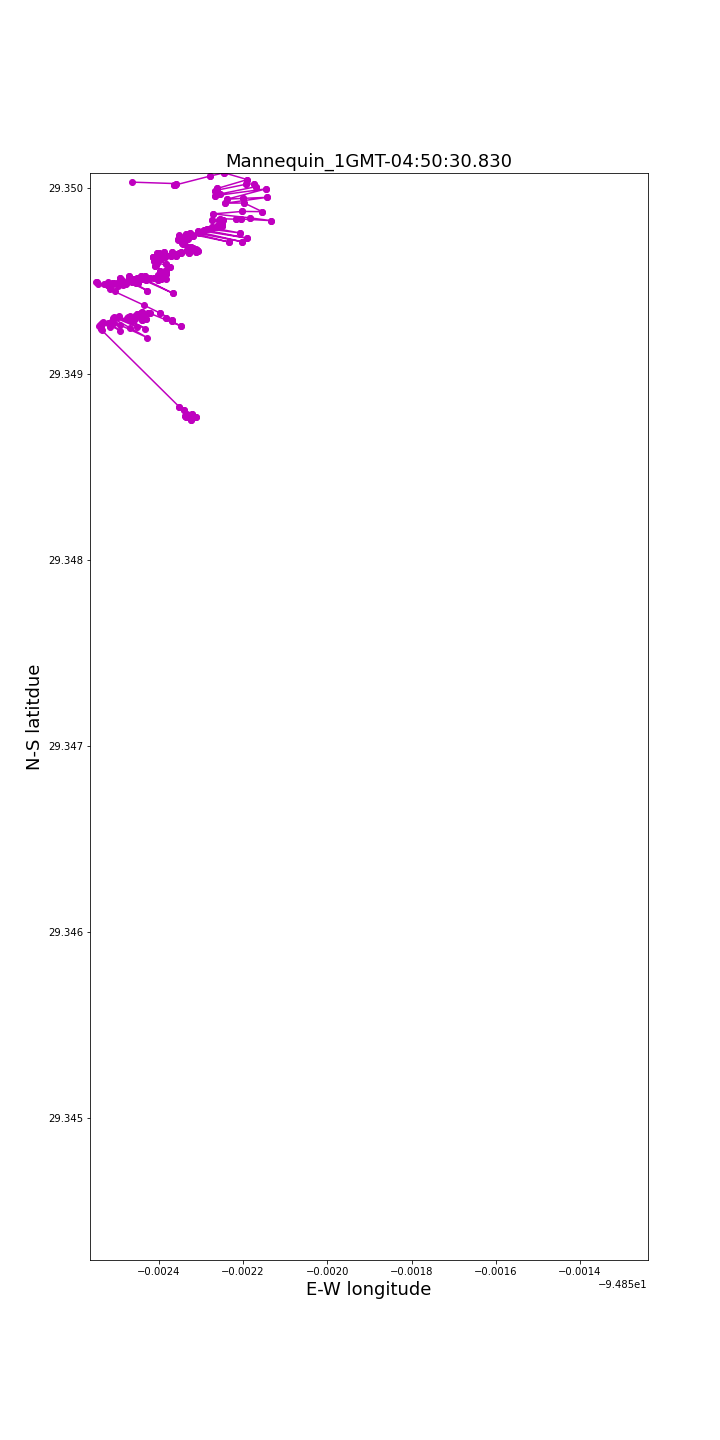 Mannequin_1GMT-04:50:30.830
29.350
29.349
29.348
29.347
29.346
29.345
N-S latitdue
−0.0024 −0.0022 −0.0020 −0.0018 −0.0016 −0.0014
−9.485e1
E-W longitude